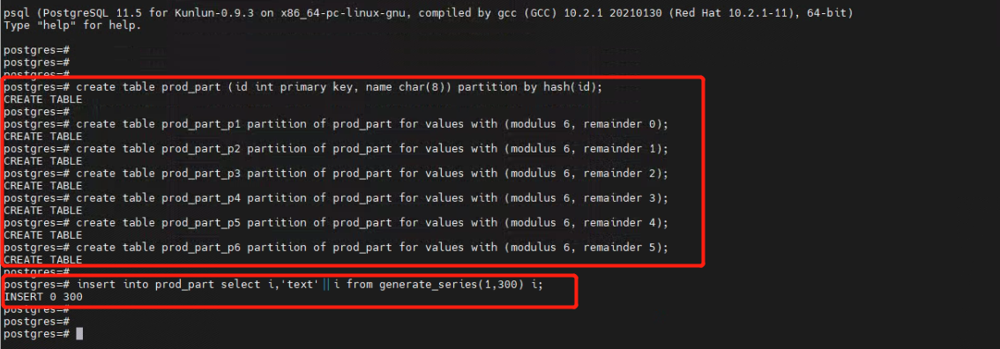 psql (PostgreSQL 11.5 for Kunlun-0.9.3 on x86_64-pc-linux-gnu, compiled by gcc (GCC) 10.2.1 20210130 (Red Hat 10.2.1-11), 64-bit)
Type "help" for help.
postgres=#
postgres=#
postgres=#
postgres=# create table prod_part (id int primary key, name char(8)) partition by hash(id);
CREATE TABLE
postgres=#
postgres=# create table prod_part_p1 partition of prod_part for values with (modulus 6, remainder 0);
CREATE TABLE
postgres=# create table prod_part_p2 partition of prod_part for values with (modulus 6, remainder 1);
CREATE TABLE
postgres=# create table prod_part_p3 partition of prod_part for values with (modulus 6, remainder 2);
CREATE TABLE
postgres=# create table prod_part_p4 partition of prod_part for values with (modulus 6, remainder 3);
CREATE TABLE
postgres=# create table prod_part_p5 partition of prod_part for values with (modulus 6, remainder 4);
CREATE TABLE
postgres=# create table prod_part_p6 partition of prod_part for values with (modulus 6, remainder 5);
CREATE TABLE
postgres=#
postgres=# insert into prod_part select i,'text'||i from generate_series(1,300) i;
INSERT 0 300
postgres=#
postgres=#
postgres=#